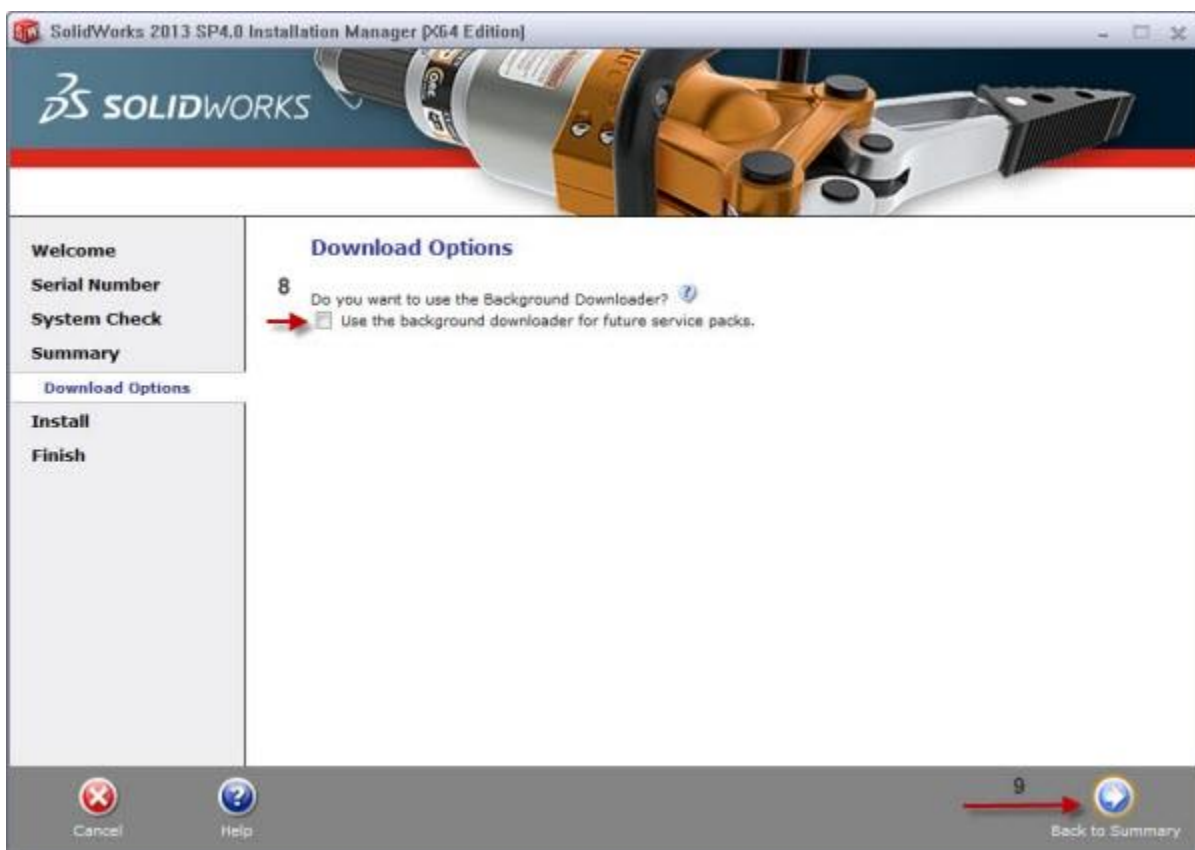 SolidWorks 2013 SP4.0 Installation Manager (X64 Edition)
SOLIDWORKS
Welcome
Serial Number
System Check
Summary
Download Options
Install
Finish
Download Options
8
Do you want to use the Background Downloader?
Use the background downloader for future service packs.
Cancel
Help
9
Back to Summary